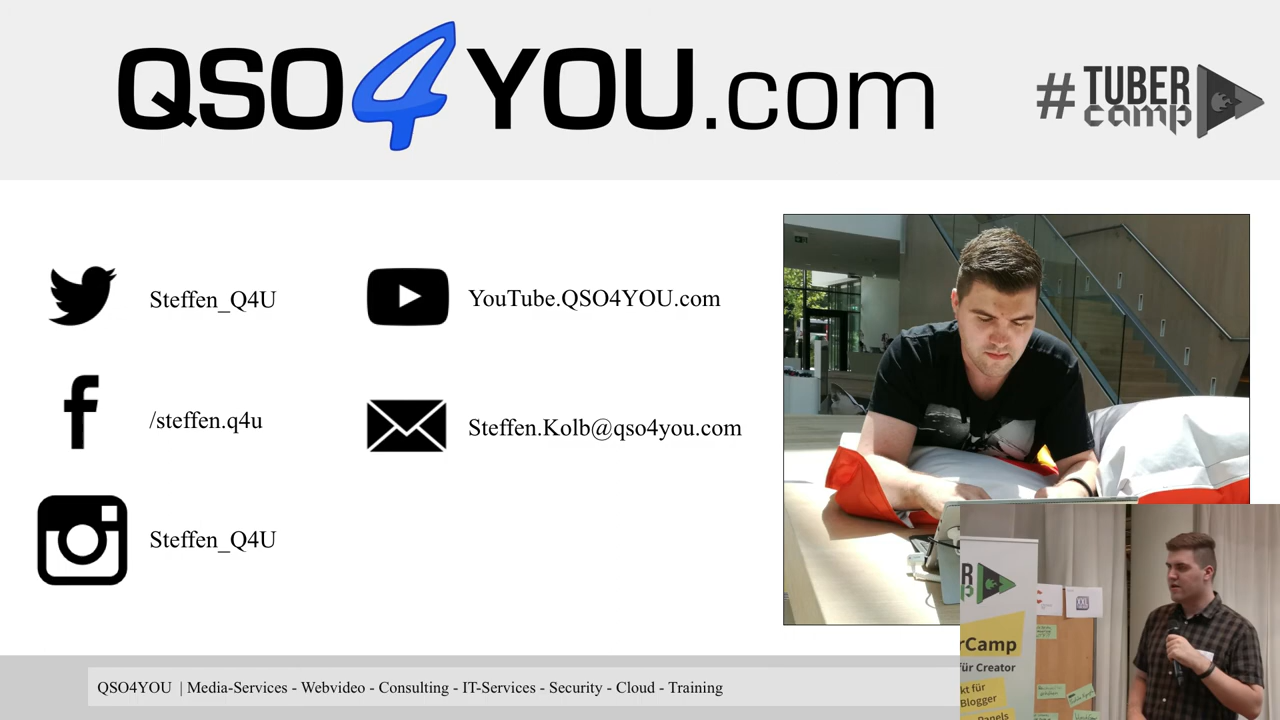 QSO4YOU.com
#TUBER
camp
Steffen_Q4U
YouTube.QSO4YOU.com
/steffen.q4u
Steffen.Kolb@qso4you.com
Steffen_Q4U
QSO4YOU | Media-Services - Webvideo - Consulting - IT-Services - Security - Cloud - Training
BER
p
rCamp
für Creator
kt für
Blogger
Panels